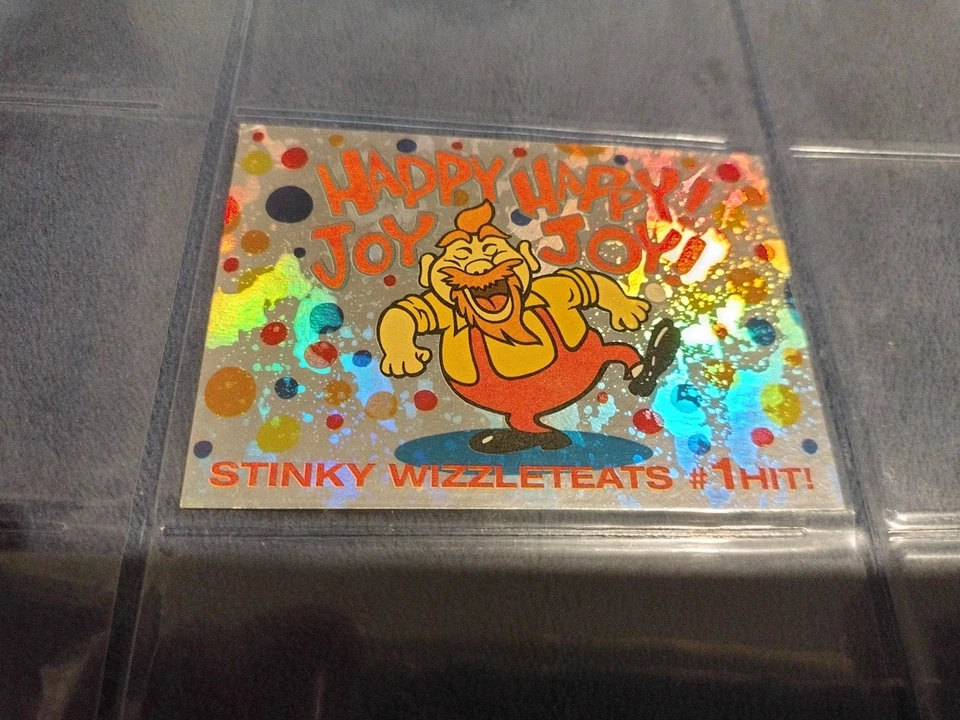 HAPPY HAPPY!
JOY JOY!!
STINKY WIZZLETEATS #1HIT!